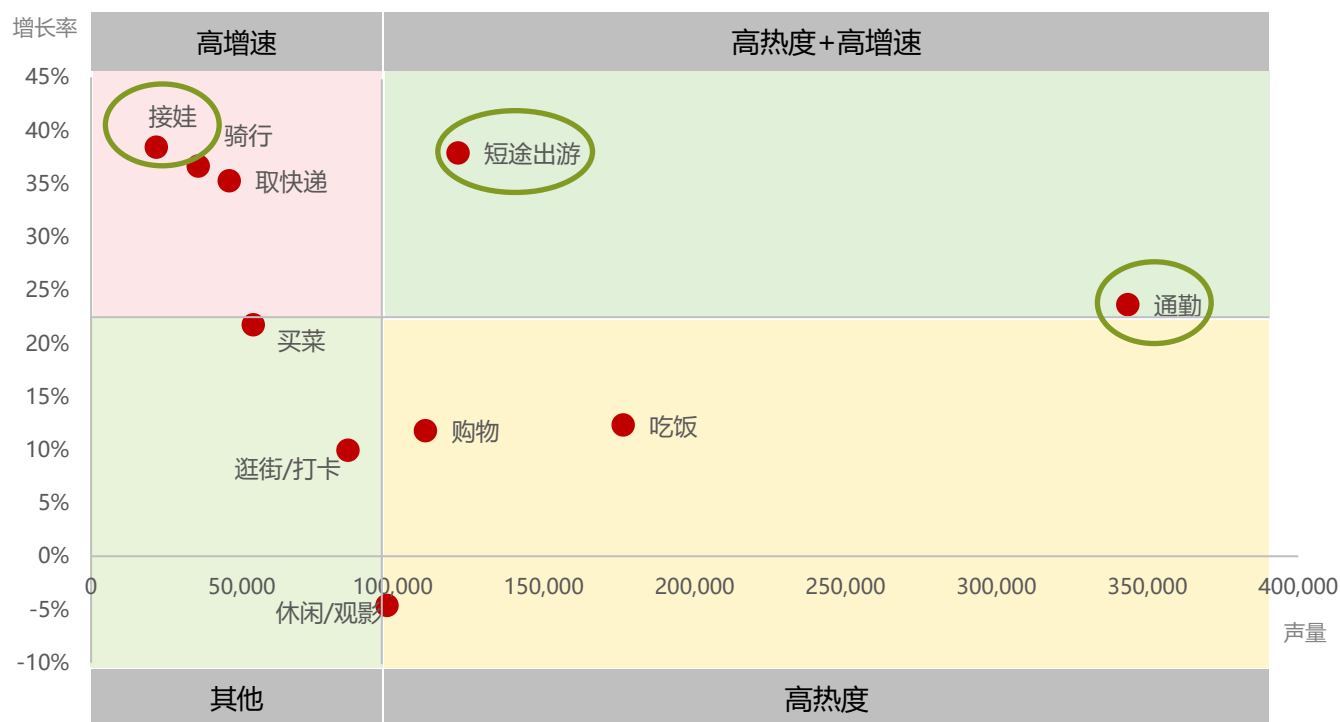 增长率
高增速
高热度+高增速
45%
40%
35%
30%
25%
20%
15%
10%
5%
0%
-5%
-10%
接娃
骑行
取快递
短途出游
通勤
买菜
购物
吃饭
逛街/打卡
休闲/观影
0
50,000
100,000
150,000
200,000
250,000
300,000
350,000
400,000
声量
其他
高热度